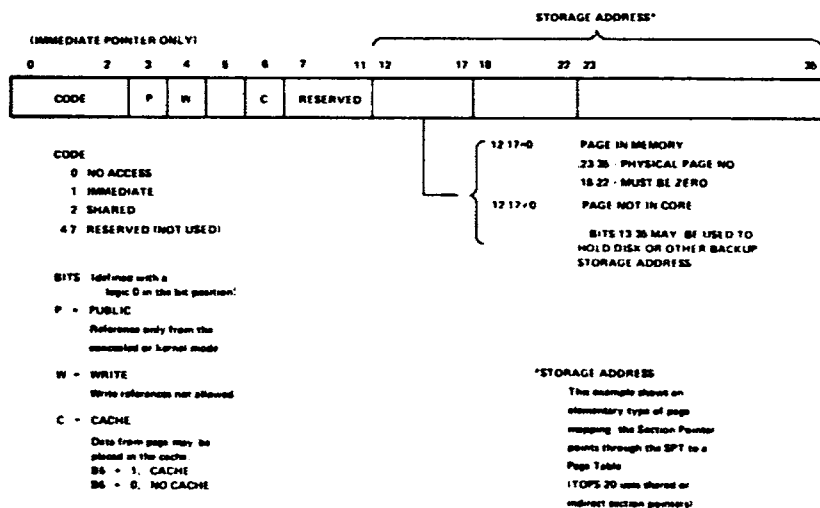 STORAGE ADDRESS*
(IMMEDIATE POINTER ONLY)
0 2 3 4 5 6 7 11 12 17 18 22 23 35
CODE P W C RESERVED
CODE
0 NO ACCESS
1 IMMEDIATE
2 SHARED
4-7 RESERVED (NOT USED)
12-17=0 PAGE IN MEMORY
23-35 - PHYSICAL PAGE NO
18-22 - MUST BE ZERO
PAGE NOT IN CORE
BITS 13-35 MAY BE USED TO
HOLD DISK OR OTHER BACKUP
STORAGE ADDRESS
BITS (defined with a
logic 0 in the bit position)
P - PUBLIC
Reference only from the
concealed or kernel mode
W - WRITE
Write references not allowed
C - CACHE
Data from page may be
placed in the cache.
B6 = 1, CACHE
B6 = 0, NO CACHE
*STORAGE ADDRESS
This example shows an
elementary type of page
mapping the Section Pointer
points through the SPT to a
Page Table
(TOPS 20 uses shared or
indirect section pointers)